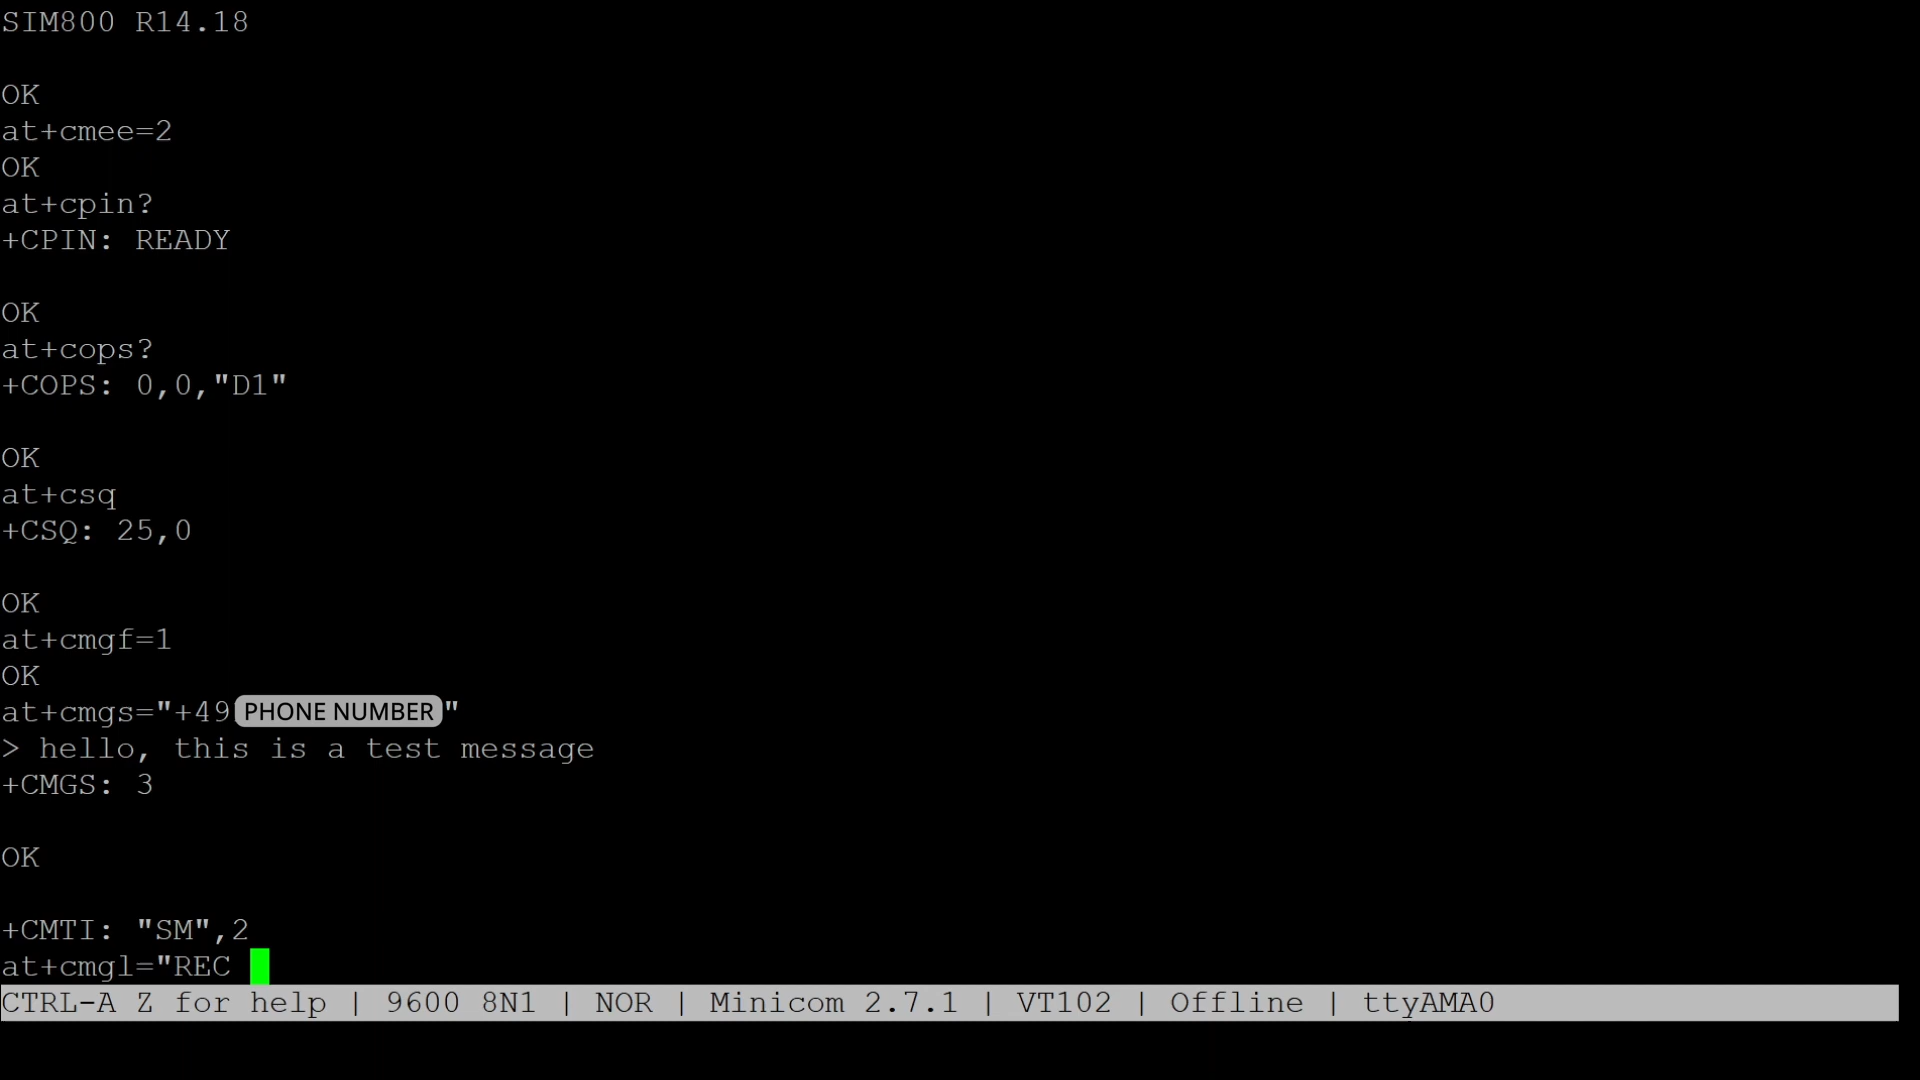 SIM800 R14.18
OK
at+cmee=2
OK
at+cpin?
+CPIN: READY
OK
at+cops?
+COPS: 0,0,"D1"
OK
at+csq
+CSQ: 25,0
OK
at+cmgf=1
OK
at+cmgs="+49 PHONE NUMBER"
> hello, this is a test message
+CMGS: 3
OK
+CMTI: "SM",2
at+cmgl="REC
CTRL-A Z for help | 9600 8N1 | NOR | Minicom 2.7.1 | VT102 | Offline | ttyAMA0